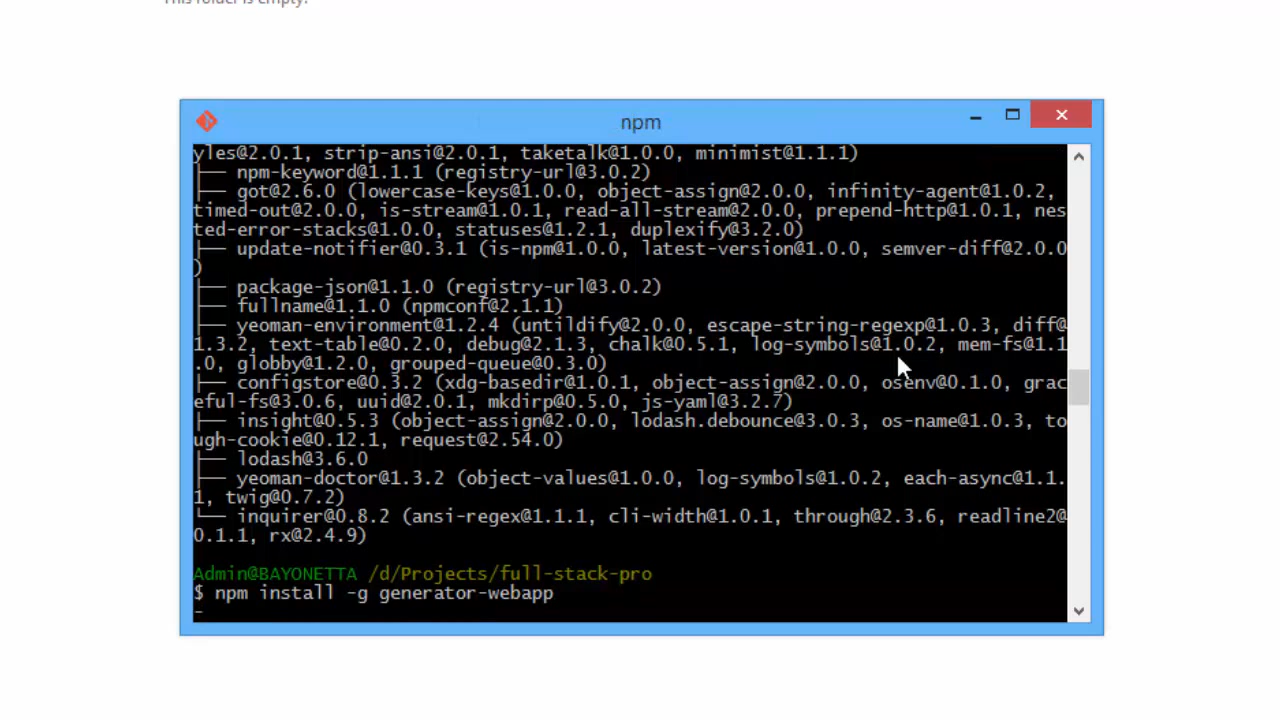 This folder is empty.
npm
yles@2.0.1, strip-ansi@2.0.1, taketalk@1.0.0, minimist@1.1.1)
├── npm-keyword@1.1.1 (registry-url@3.0.2)
├── got@2.6.0 (lowercase-keys@1.0.0, object-assign@2.0.0, infinity-agent@1.0.2,
timed-out@2.0.0, is-stream@1.0.1, read-all-stream@2.0.0, prepend-http@1.0.1, nes
ted-error-stacks@1.0.0, statuses@1.2.1, duplexify@3.2.0)
├── update-notifier@0.3.1 (is-npm@1.0.0, latest-version@1.0.0, semver-diff@2.0.0
)
├── package-json@1.1.0 (registry-url@3.0.2)
├── fullname@1.1.0 (npmconf@2.1.1)
├── yeoman-environment@1.2.4 (untildify@2.0.0, escape-string-regexp@1.0.3, diff@
1.3.2, text-table@0.2.0, debug@2.1.3, chalk@0.5.1, log-symbols@1.0.2, mem-fs@1.1
.0, globby@1.2.0, grouped-queue@0.3.0)
├── configstore@0.3.2 (xdg-basedir@1.0.1, object-assign@2.0.0, osenv@0.1.0, grac
eful-fs@3.0.6, uuid@2.0.1, mkdirp@0.5.0, js-yaml@3.2.7)
├── insight@0.5.3 (object-assign@2.0.0, lodash.debounce@3.0.3, os-name@1.0.3, to
ugh-cookie@0.12.1, request@2.54.0)
├── lodash@3.6.0
├── yeoman-doctor@1.3.2 (object-values@1.0.0, log-symbols@1.0.2, each-async@1.1.
1, twig@0.7.2)
└── inquirer@0.8.2 (ansi-regex@1.1.1, cli-width@1.0.1, through@2.3.6, readline2@
0.1.1, rx@2.4.9)
Admin@BAYONETTA /d/Projects/full-stack-pro
$ npm install -g generator-webapp
-